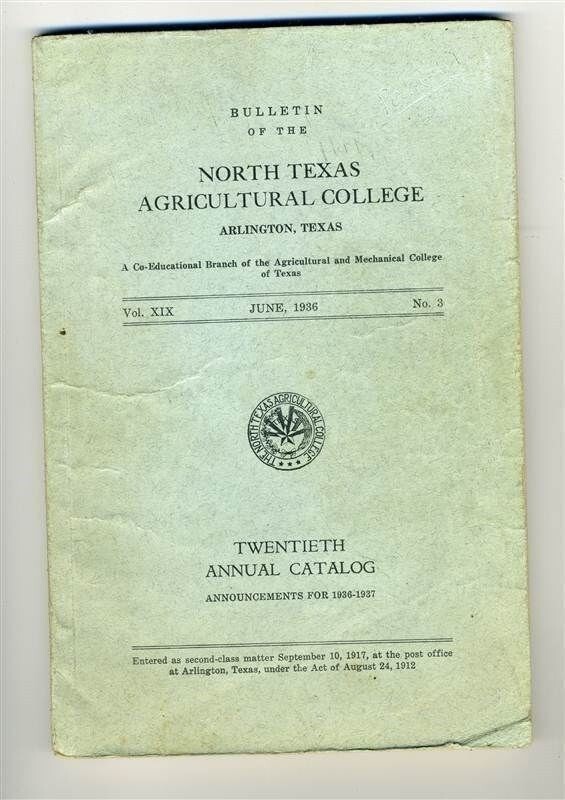 BULLETIN
OF THE
NORTH TEXAS
AGRICULTURAL COLLEGE
ARLINGTON, TEXAS
A Co-Educational Branch of the Agricultural and Mechanical College
of Texas
Vol. XIX JUNE, 1936 No. 3
THE NORTH TEXAS AGRICULTURAL COLLEGE
TWENTIETH
ANNUAL CATALOG
ANNOUNCEMENTS FOR 1936-1937
Entered as second-class matter September 10, 1917, at the post office
at Arlington, Texas, under the Act of August 24, 1912